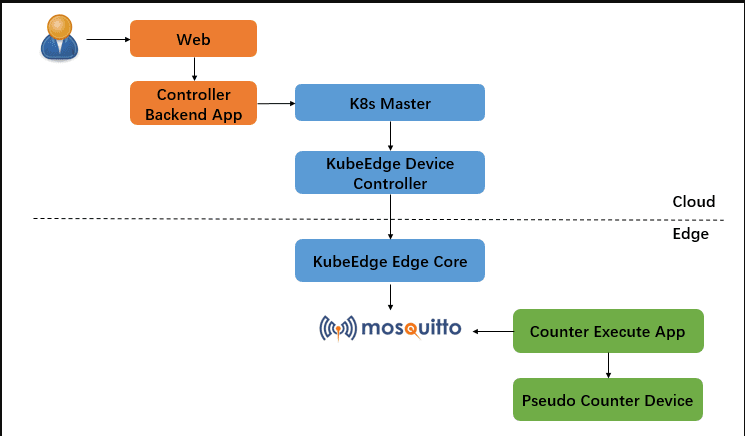 Web
Controller
Backend App
K8s Master
KubeEdge Device
Controller
Cloud
Edge
KubeEdge Edge Core
mosquitto
Counter Execute App
Pseudo Counter Device